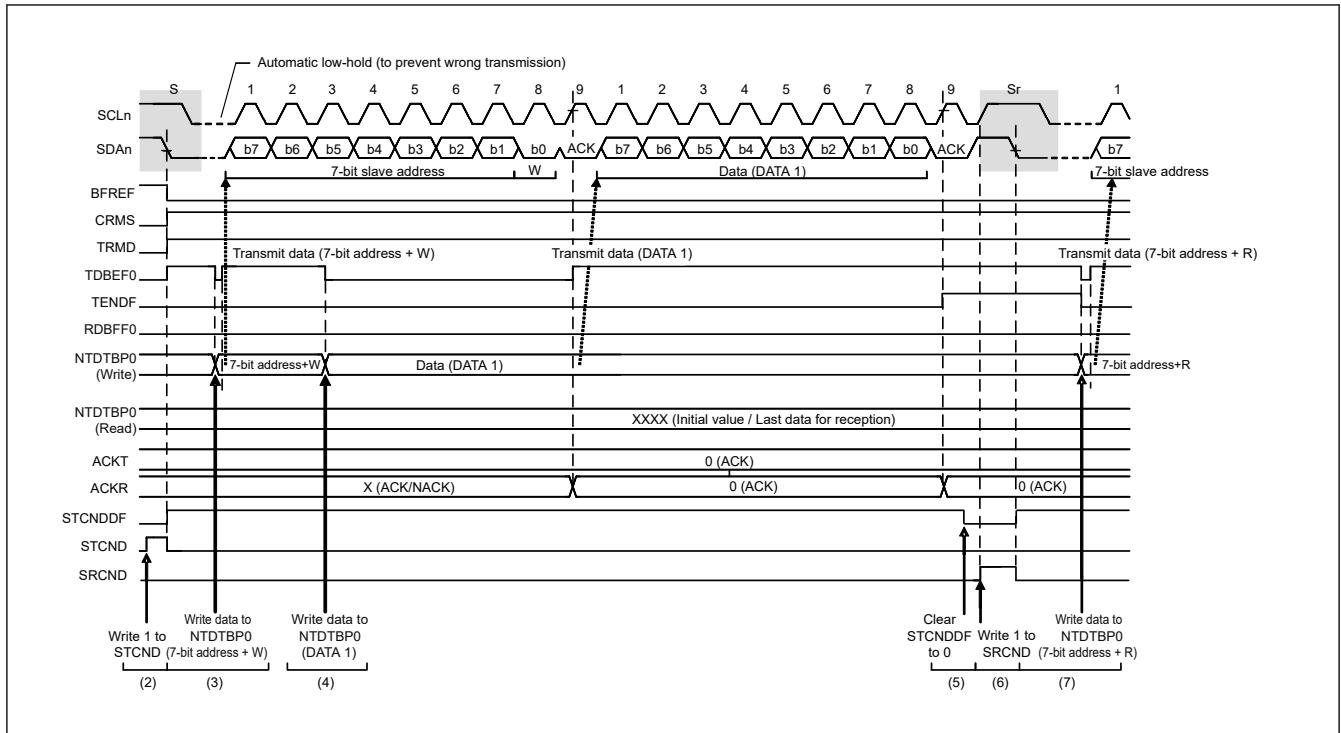 Automatic low-hold (to prevent wrong transmission)
S 1 2 3 4 5 6 7 8 9 1 2 3 4 5 6 7 8 9 Sr 1
SCLn
SDAn b7 b6 b5 b4 b3 b2 b1 b0 ACK b7 b6 b5 b4 b3 b2 b1 b0 ACK b7
7-bit slave address W Data (DATA 1) 7-bit slave address
BFREF
CRMS
TRMD
Transmit data (7-bit address + W) Transmit data (DATA 1) Transmit data (7-bit address + R)
TDBEF0
TENDF
RDBFF0
NTDTBP0
(Write) 7-bit address+W Data (DATA 1) 7-bit address+R
NTDTBP0
(Read) XXXX (Initial value / Last data for reception)
ACKT 0 (ACK)
ACKR X (ACK/NACK) 0 (ACK) 0 (ACK)
STCNDDF
STCND
SRCND
Write 1 to
STCND
Write data to
NTDTBP0
(7-bit address + W)
Write data to
NTDTBP0
(DATA 1)
Clear
STCNDDF
to 0
Write 1 to
SRCND
Write data to
NTDTBP0
(7-bit address + R)
(2) (3) (4) (5) (6) (7)